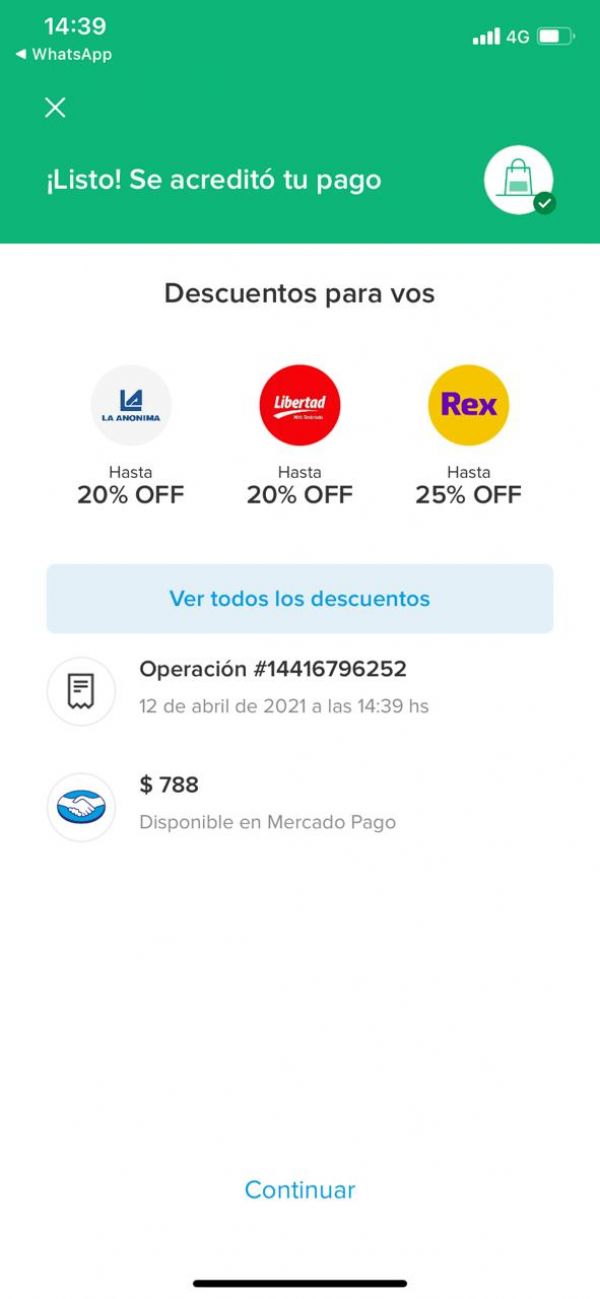 14:39
4G
◀ WhatsApp
¡Listo! Se acreditó tu pago
Descuentos para vos
LA ANONIMA
Libertad
Rex
Hasta
20% OFF
Hasta
20% OFF
Hasta
25% OFF
Ver todos los descuentos
Operación #14416796252
12 de abril de 2021 a las 14:39 hs
$ 788
Disponible en Mercado Pago
Continuar